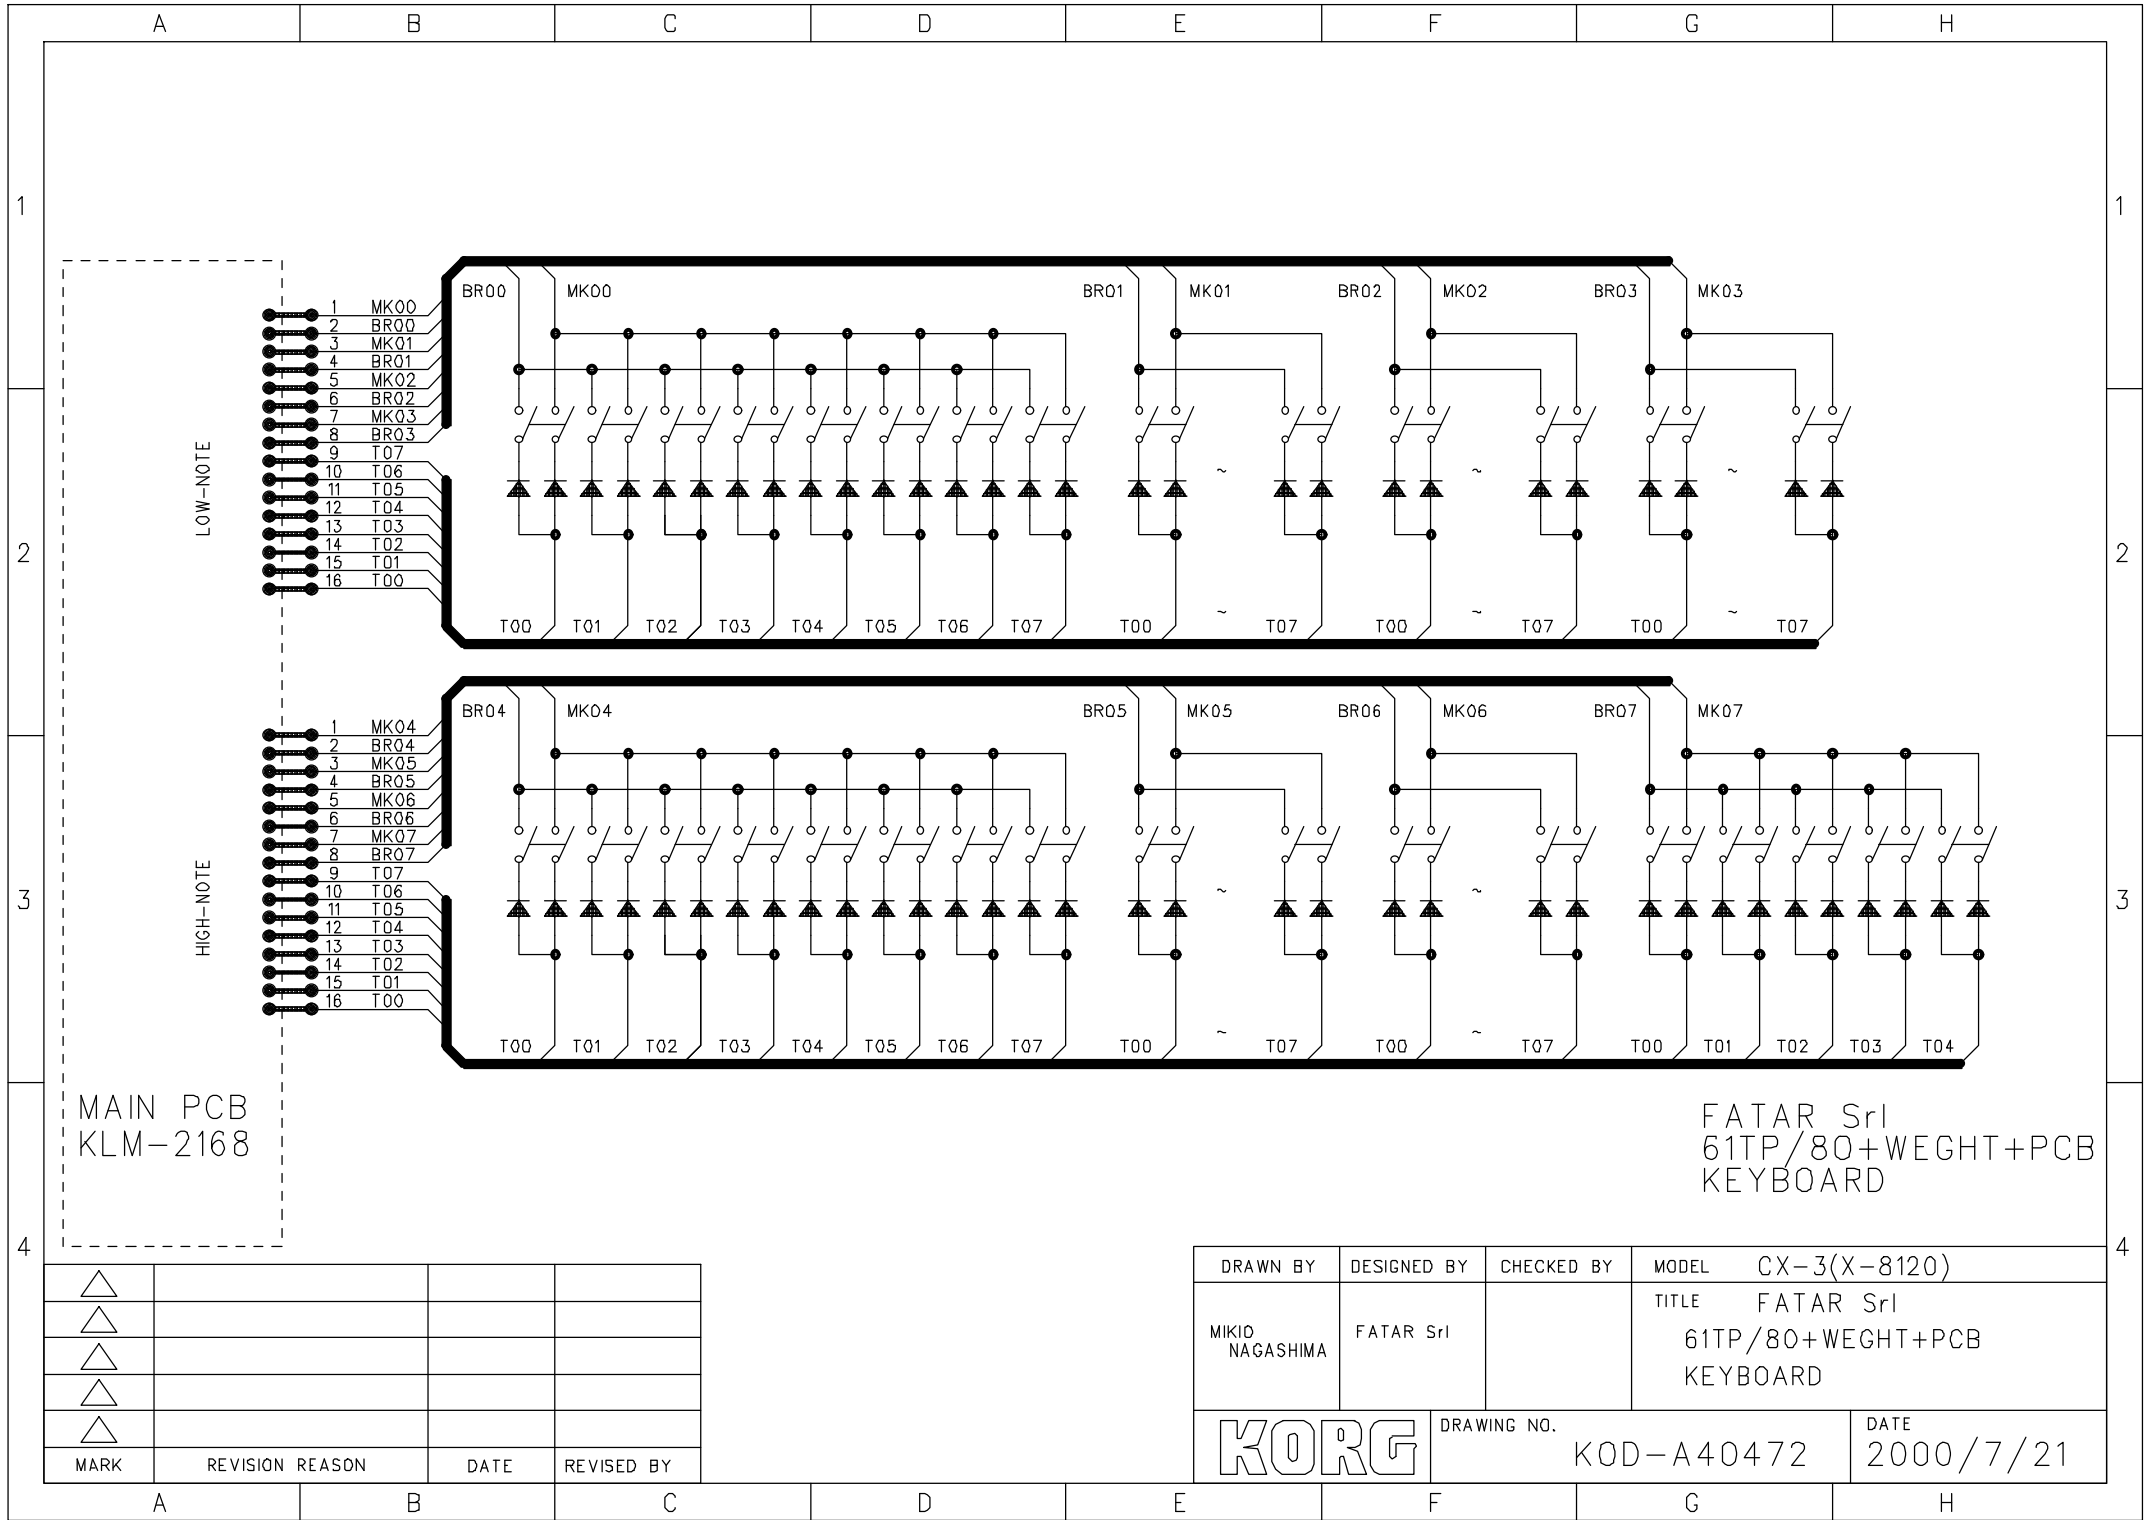 A B C D E F G H
1 1
BR00 MK00 BR01 MK01 BR02 MK02 BR03 MK03
1 MK00
2 BR00
3 MK01
4 BR01
5 MK02
6 BR02
7 MK03
8 BR03
9 T07
10 T06
11 T05
12 T04
13 T03
14 T02
15 T01
16 T00
LOW-NOTE
~ ~ ~
2 2
~ ~ ~
T00 T01 T02 T03 T04 T05 T06 T07 T00 T07 T00 T07 T00 T07
BR04 MK04 BR05 MK05 BR06 MK06 BR07 MK07
1 MK04
2 BR04
3 MK05
4 BR05
5 MK06
6 BR06
7 MK07
8 BR07
9 T07
10 T06
11 T05
12 T04
13 T03
14 T02
15 T01
16 T00
HIGH-NOTE
~ ~
3 3
~ ~
T00 T01 T02 T03 T04 T05 T06 T07 T00 T07 T00 T07 T00 T01 T02 T03 T04
MAIN PCB
KLM-2168
FATAR Srl
61TP/80+WEGHT+PCB
KEYBOARD
4 4
DRAWN BY DESIGNED BY CHECKED BY MODEL CX-3(X-8120)
MIKIO
NAGASHIMA
FATAR Srl
TITLE FATAR Srl
61TP/80+WEGHT+PCB
KEYBOARD
KORG
DRAWING NO.
KOD-A40472
DATE
2000/7/21
MARK REVISION REASON DATE REVISED BY
A B C D E F G H